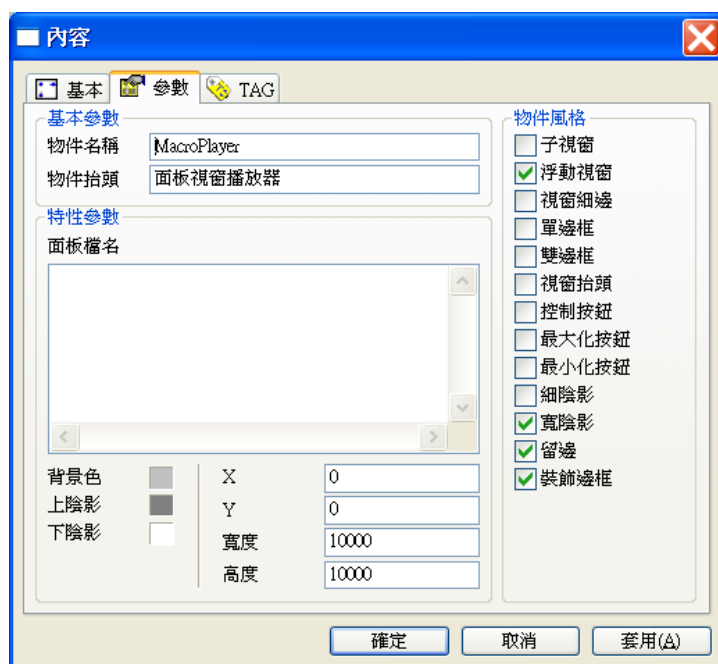 內容
基本
參數
TAG
基本參數
物件名稱 MacroPlayer
物件抬頭 面板視窗播放器
特性參數
面板檔名
背景色
上陰影
下陰影
X 0
Y 0
寬度 10000
高度 10000
物件風格
子視窗
浮動視窗
視窗細邊
單邊框
雙邊框
視窗抬頭
控制按鈕
最大化按鈕
最小化按鈕
細陰影
寬陰影
留邊
裝飾邊框
確定
取消
套用(A)